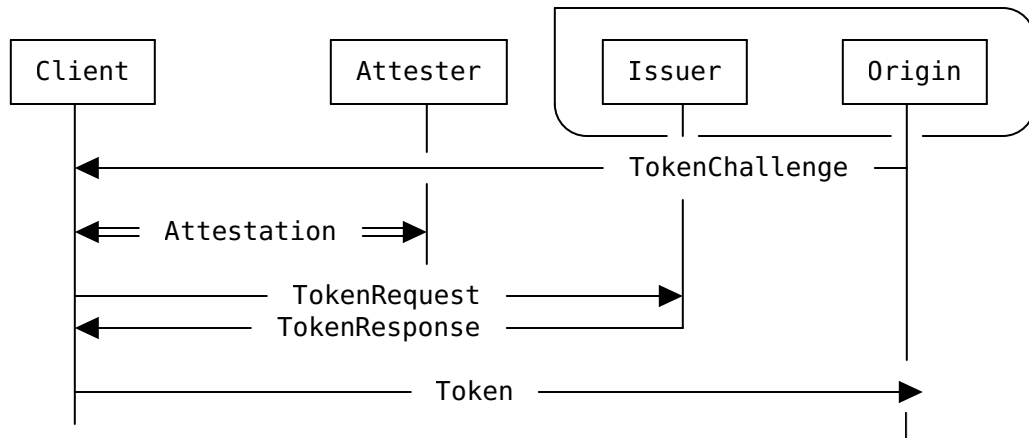 Client
Attester
Issuer
Origin
TokenChallenge
Attestation
TokenRequest
TokenResponse
Token